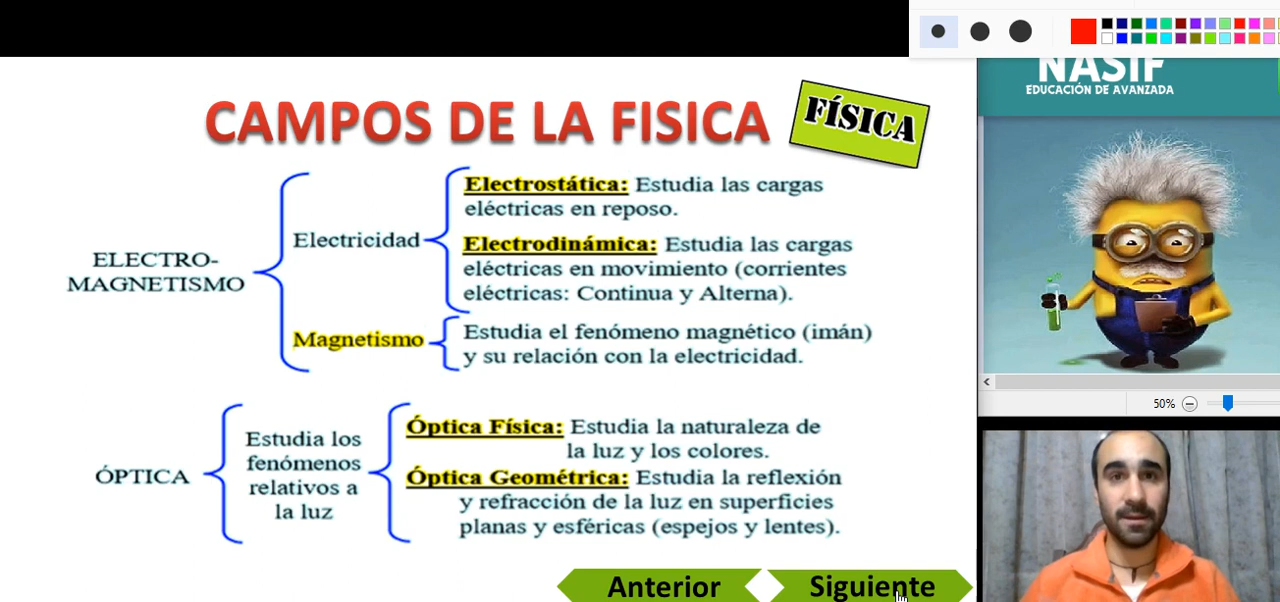 NASIF
EDUCACIÓN DE AVANZADA
CAMPOS DE LA FISICA
FÍSICA
ELECTRO-
MAGNETISMO
Electricidad
Electrostática: Estudia las cargas
eléctricas en reposo.
Electrodinámica: Estudia las cargas
eléctricas en movimiento (corrientes
eléctricas: Continua y Alterna).
Magnetismo
Estudia el fenómeno magnético (imán)
y su relación con la electricidad.
ÓPTICA
Estudia los
fenómenos
relativos a
la luz
Óptica Física: Estudia la naturaleza de
la luz y los colores.
Óptica Geométrica: Estudia la reflexión
y refracción de la luz en superficies
planas y esféricas (espejos y lentes).
50%
Anterior
Siguiente